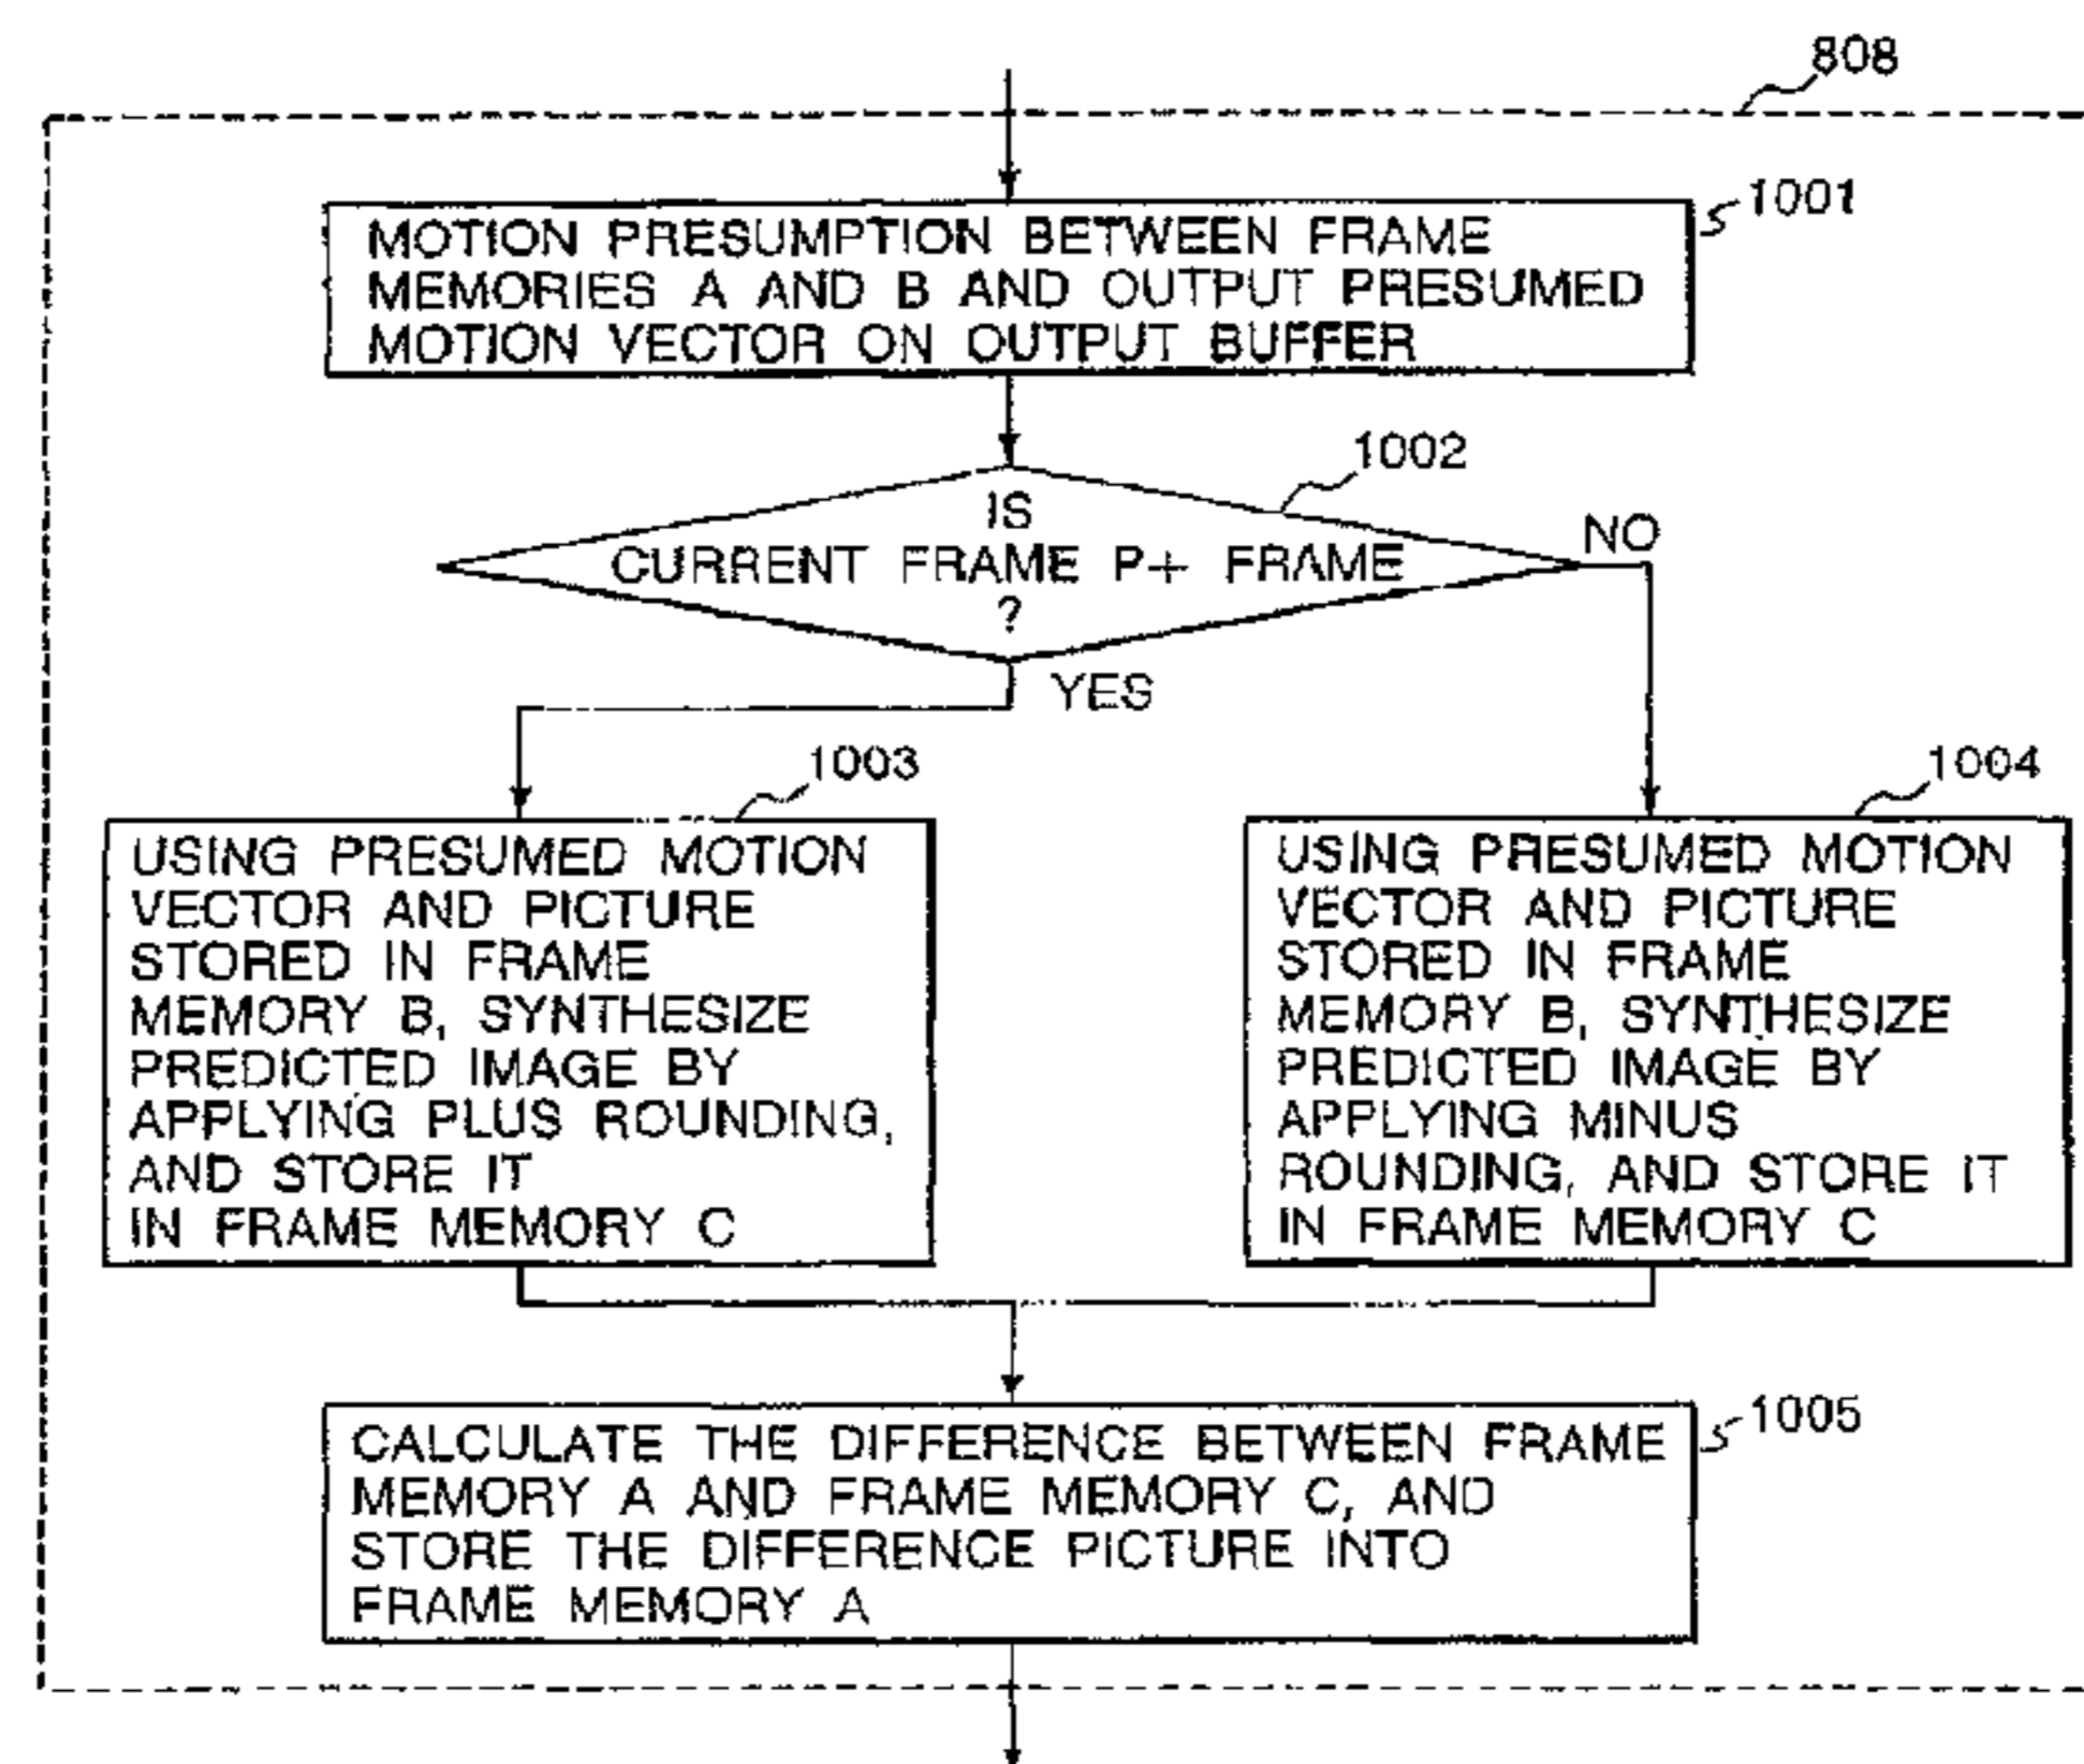 808
1001
MOTION PRESUMPTION BETWEEN FRAME
MEMORIES A AND B AND OUTPUT PRESUMED
MOTION VECTOR ON OUTPUT BUFFER
1002
IS
CURRENT FRAME P+ FRAME
?
NO
YES
1003
USING PRESUMED MOTION
VECTOR AND PICTURE
STORED IN FRAME
MEMORY B, SYNTHESIZE
PREDICTED IMAGE BY
APPLYING PLUS ROUNDING,
AND STORE IT
IN FRAME MEMORY C
1004
USING PRESUMED MOTION
VECTOR AND PICTURE
STORED IN FRAME
MEMORY B, SYNTHESIZE
PREDICTED IMAGE BY
APPLYING MINUS
ROUNDING, AND STORE IT
IN FRAME MEMORY C
1005
CALCULATE THE DIFFERENCE BETWEEN FRAME
MEMORY A AND FRAME MEMORY C, AND
STORE THE DIFFERENCE PICTURE INTO
FRAME MEMORY A